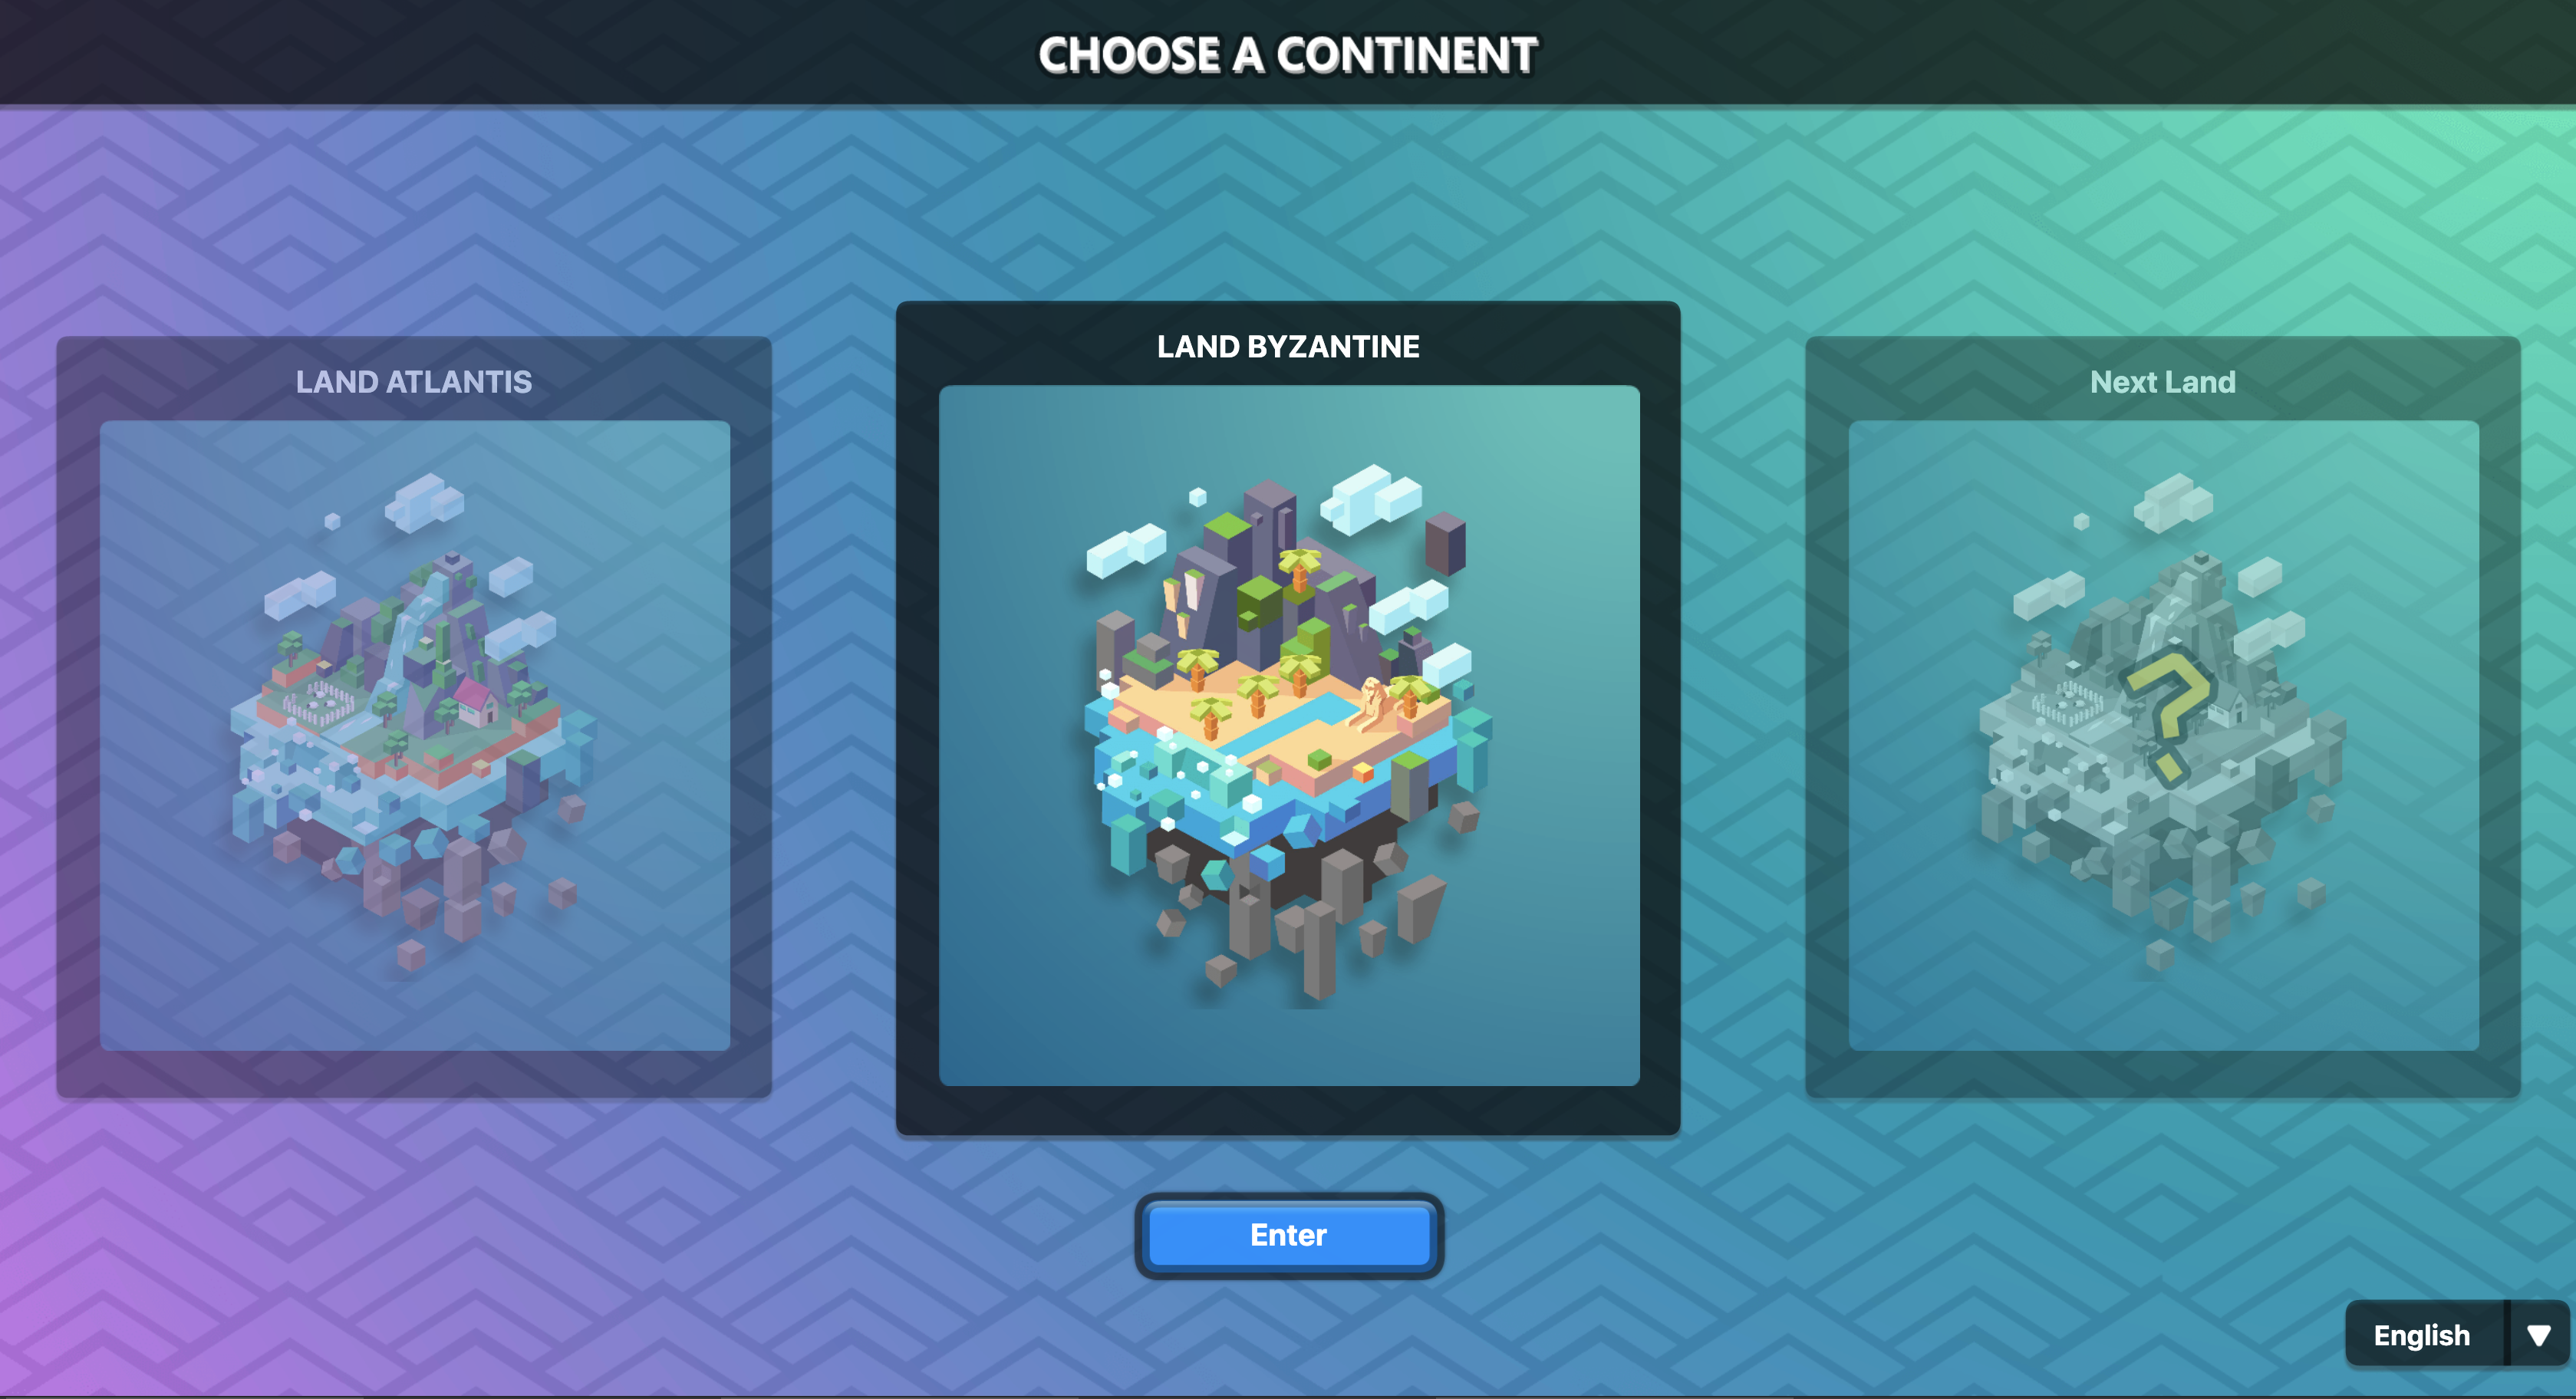 CHOOSE A CONTINENT
LAND ATLANTIS
LAND BYZANTINE
Next Land
?
Enter
English